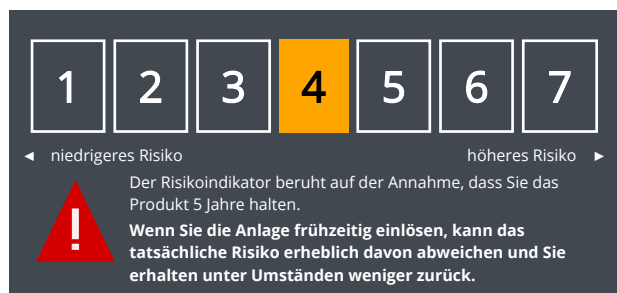 1 2 3 4 5 6 7
◄ niedrigeres Risiko höheres Risiko ►
Der Risikoindikator beruht auf der Annahme, dass Sie das
Produkt 5 Jahre halten.
Wenn Sie die Anlage frühzeitig einlösen, kann das
tatsächliche Risiko erheblich davon abweichen und Sie
erhalten unter Umständen weniger zurück.
!